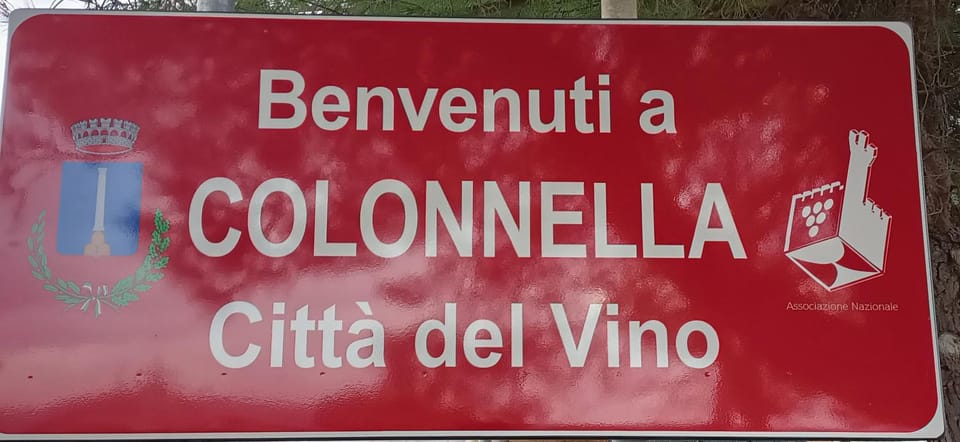 Benvenuti a
COLONNELLA
Città del Vino
Associazione Nazionale